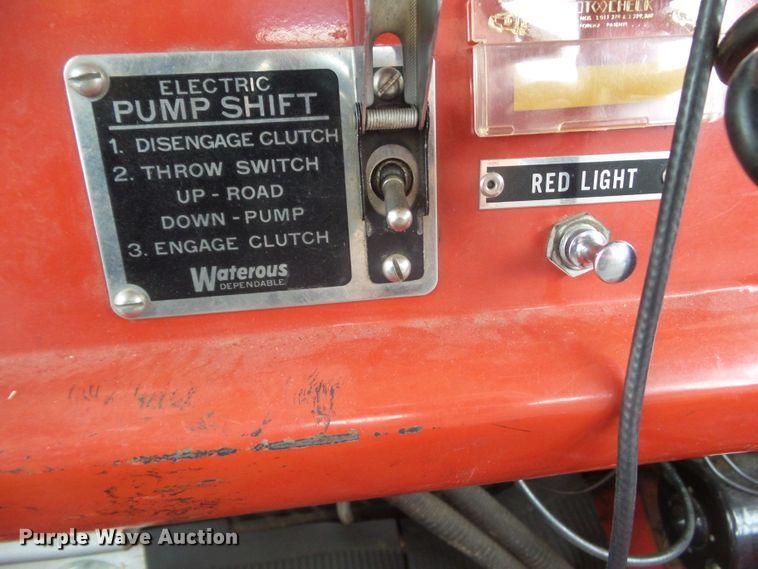 ELECTRIC
PUMP SHIFT
1. DISENGAGE CLUTCH
2. THROW SWITCH
UP - ROAD
DOWN - PUMP
3. ENGAGE CLUTCH
Waterous
DEPENDABLE
CHECK
RED LIGHT
Purple Wave Auction